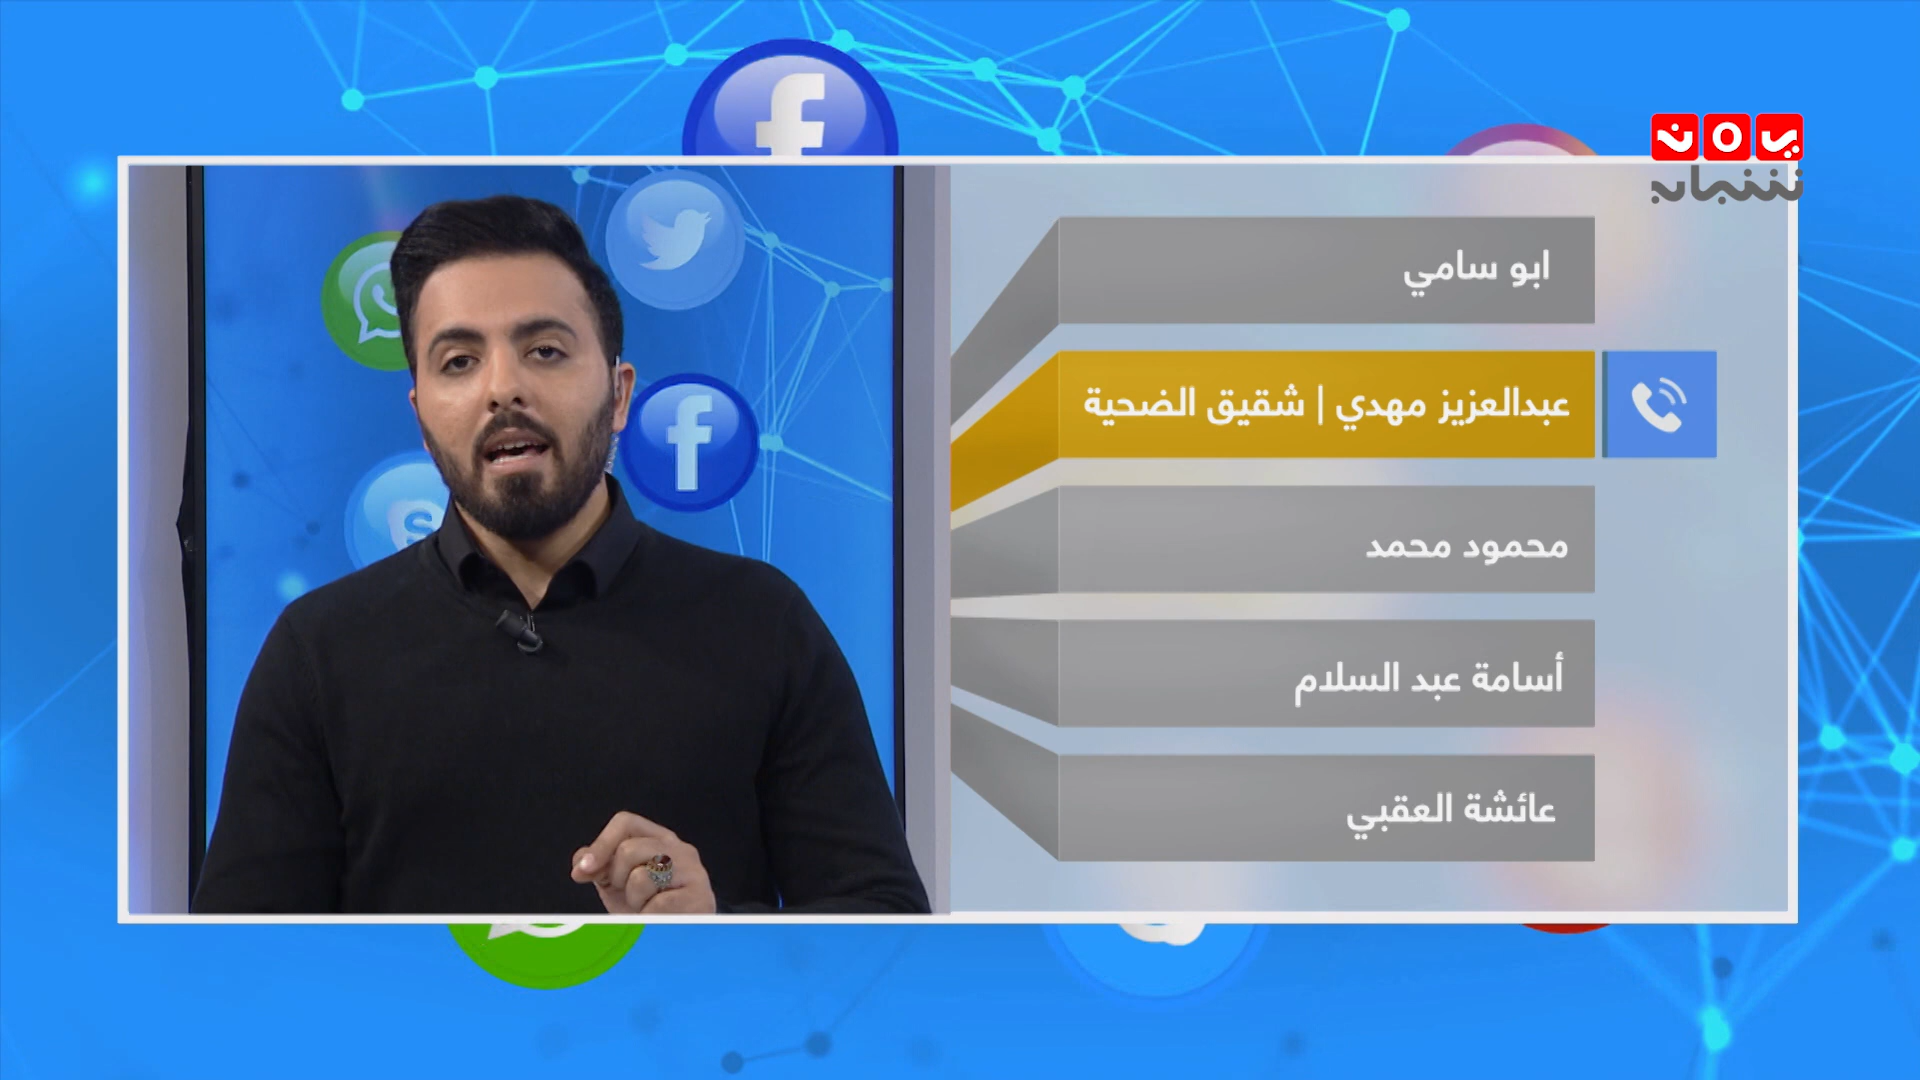 يمن
شباب
ابو سامي
عبدالعزيز مهدي | شقيق الضحية
محمود محمد
أسامة عبد السلام
عائشة العقبي